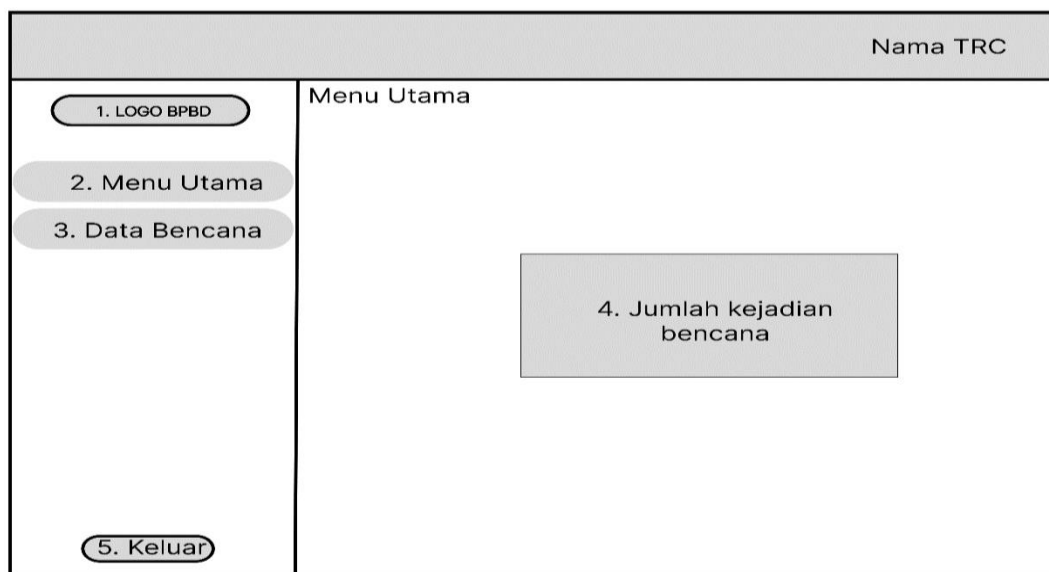 Nama TRC
1. LOGO BPBD
Menu Utama
2. Menu Utama
3. Data Bencana
4. Jumlah kejadian
bencana
5. Keluar